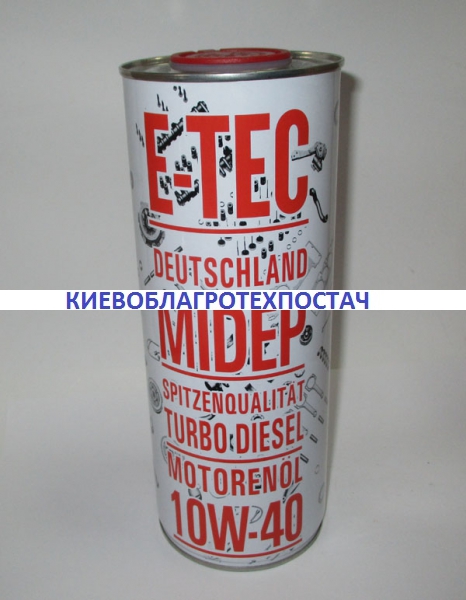 E-TEC
DEUTSCHLAND
КИЕВОБЛАГРОТЕХПОСТАЧ
MIDEP
SPITZENQUALITÄT
TURBO DIESEL
MOTORENÖL
10W-40